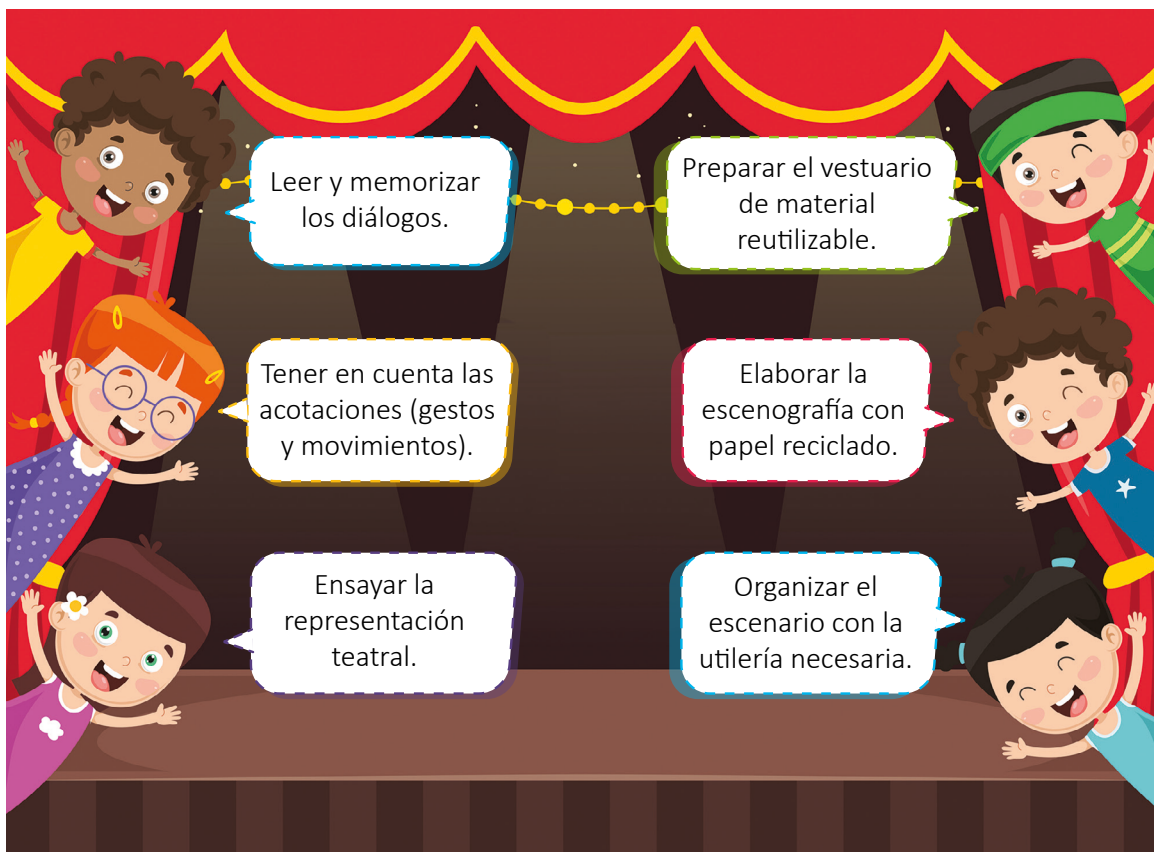 Leer y memorizar
los diálogos.
Tener en cuenta las
acotaciones (gestos
y movimientos).
Ensayar la
representación
teatral.
Preparar el vestuario
de material
reutilizable.
Elaborar la
escenografía con
papel reciclado.
Organizar el
escenario con la
utilería necesaria.